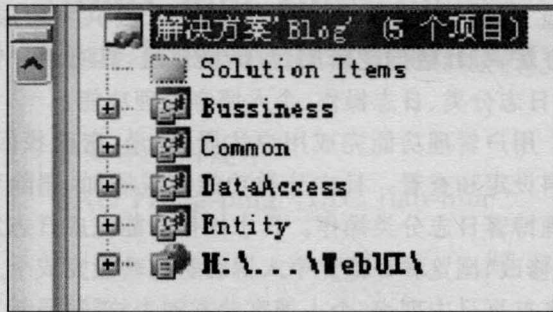 解决方案'Blog' (5 个项目)
Solution Items
Bussiness
Common
DataAccess
Entity
H:\...\WebUI\